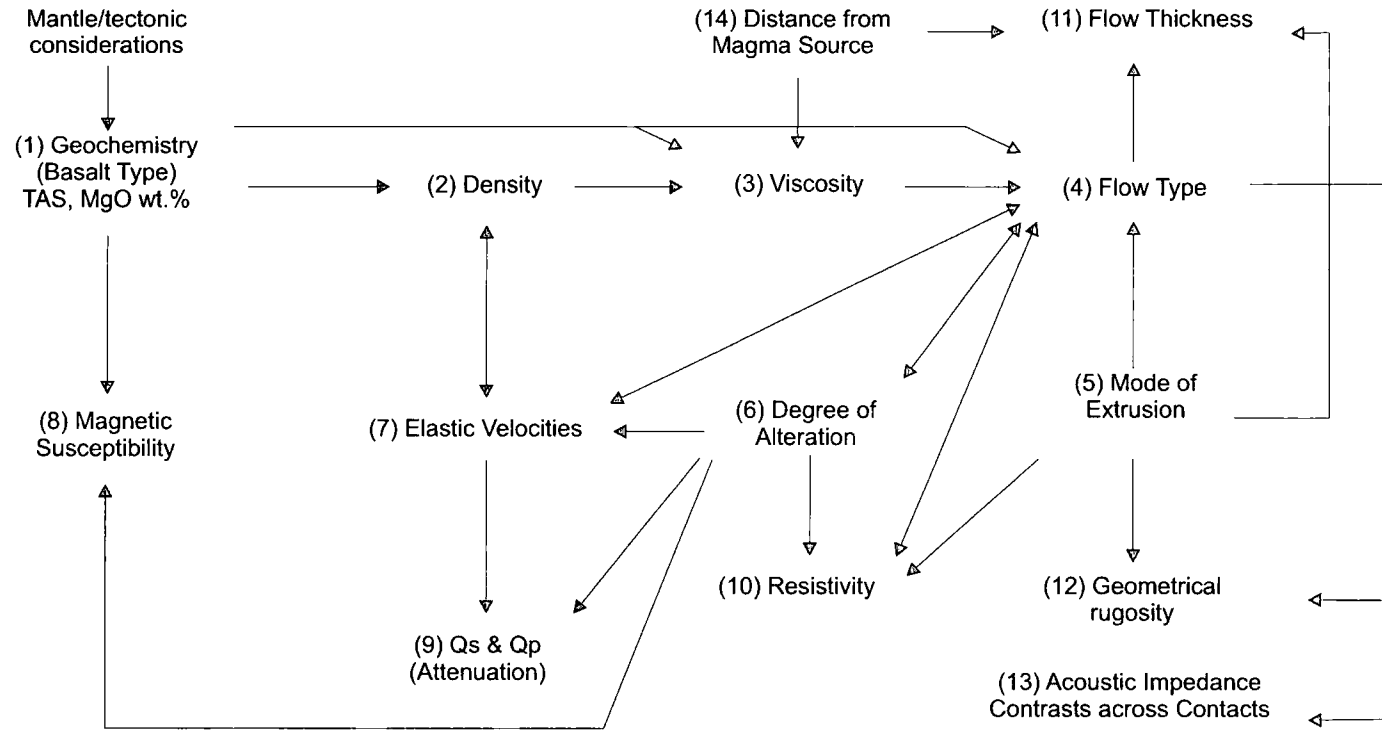 Mantle/tectonic
considerations
(14) Distance from
Magma Source
(11) Flow Thickness
(1) Geochemistry
(Basalt Type)
TAS, MgO wt.%
(2) Density
(3) Viscosity
(4) Flow Type
(8) Magnetic
Susceptibility
(7) Elastic Velocities
(6) Degree of
Alteration
(5) Mode of
Extrusion
(9) Qs & Qp
(Attenuation)
(10) Resistivity
(12) Geometrical
rugosity
(13) Acoustic Impedance
Contrasts across Contacts